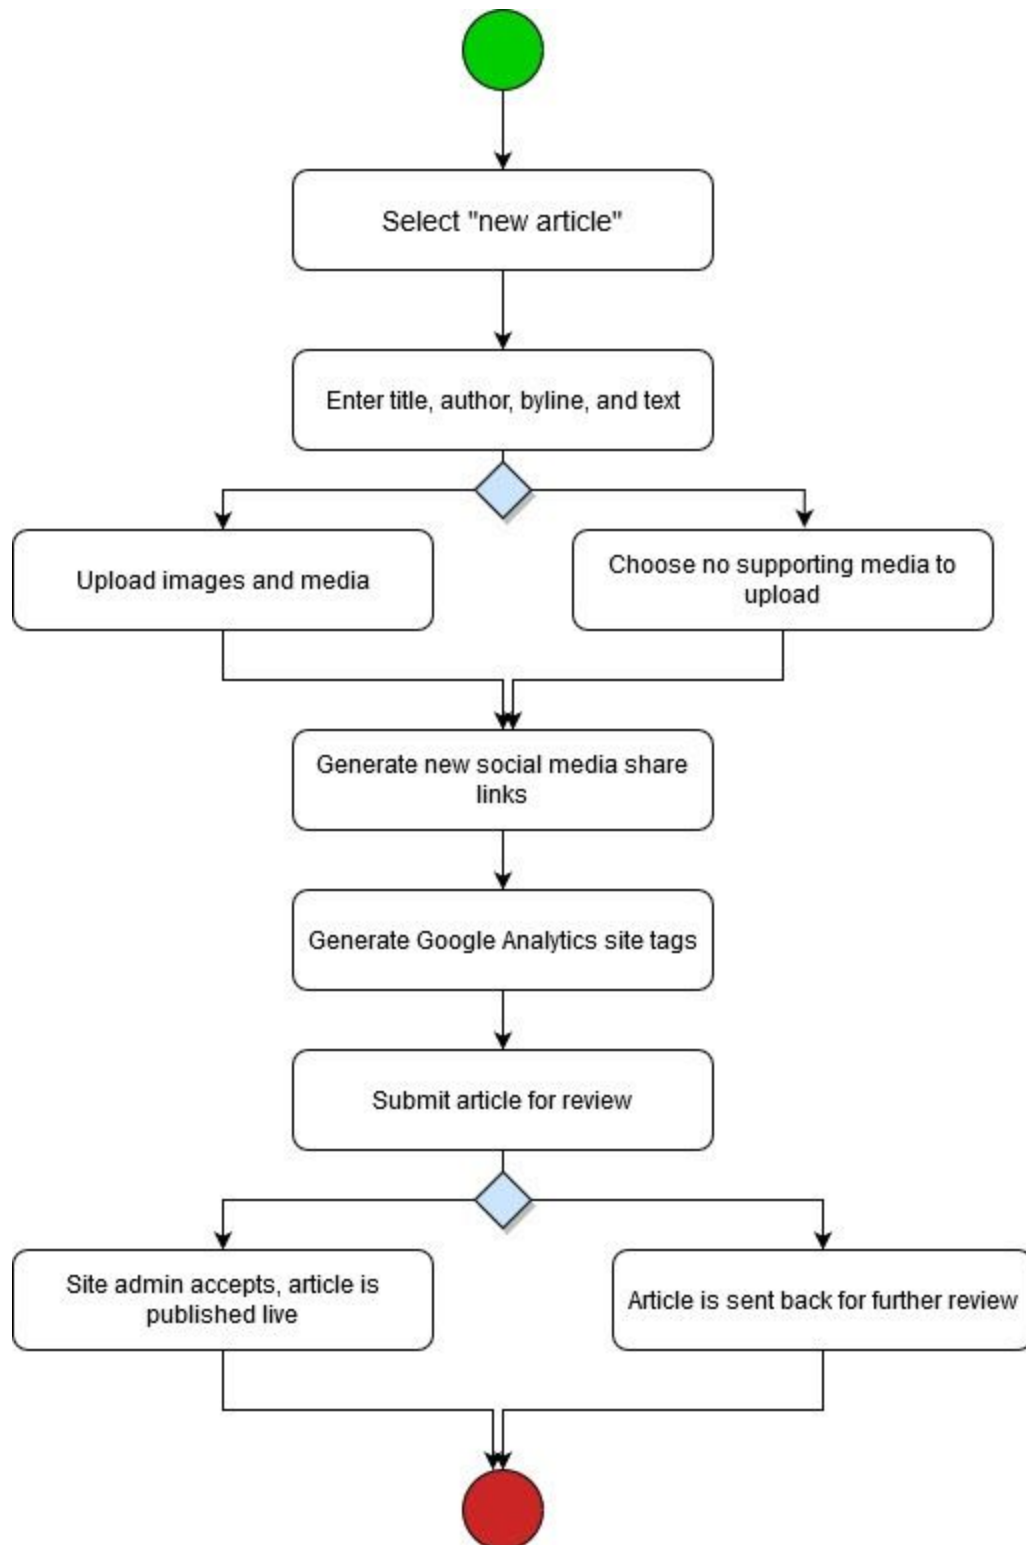 Select "new article"
Enter title, author, byline, and text
Upload images and media
Choose no supporting media to
upload
Generate new social media share
links
Generate Google Analytics site tags
Submit article for review
Site admin accepts, article is
published live
Article is sent back for further review